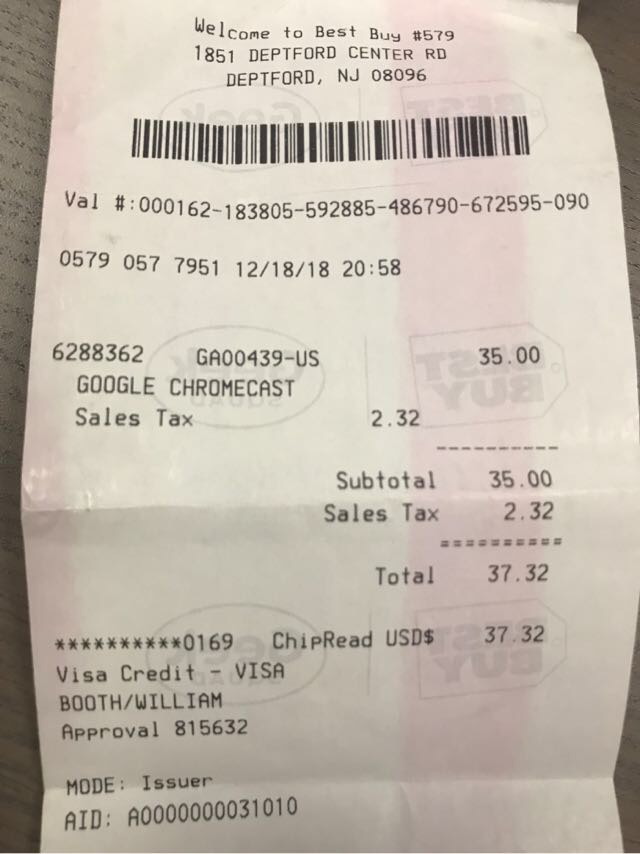 Welcome to Best Buy #579
1851 DEPTFORD CENTER RD
DEPTFORD, NJ 08096
Val #:000162-183805-592885-486790-672595-090
0579 057 7951 12/18/18 20:58
6288362 GA00439-US 35.00
GOOGLE CHROMECAST
Sales Tax 2.32
----------
Subtotal 35.00
Sales Tax 2.32
==========
Total 37.32
**********0169 ChipRead USD$ 37.32
Visa Credit - VISA
BOOTH/WILLIAM
Approval 815632
MODE: Issuer
AID: A0000000031010